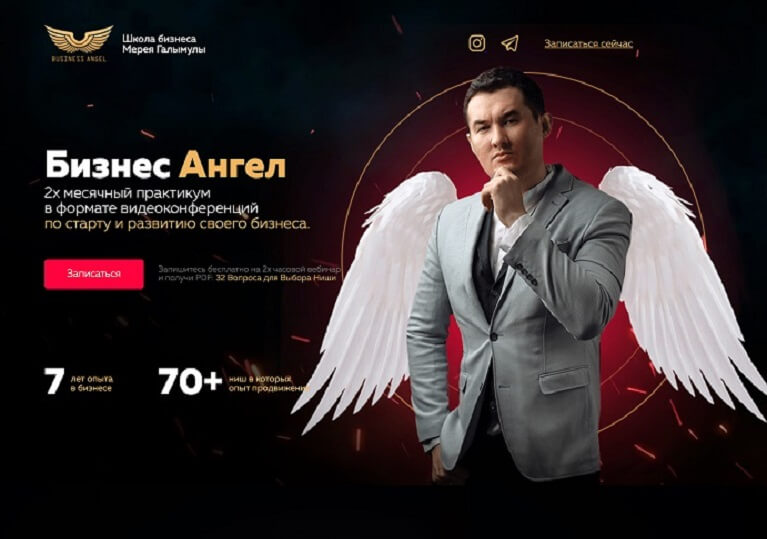 BUSINESS ANGEL
Школа бизнеса
Мерея Галымулы
Записаться сейчас
Бизнес Ангел
2х месячный практикум
в формате видеоконференций
по старту и развитию своего бизнеса.
Записаться
Запишитесь бесплатно на 2х часовой вебинар
и получи PDF: 32 Вопроса для Выбора Ниши
7 лет опыта
в бизнесе
70+ ниш в которых
опыт продвижения